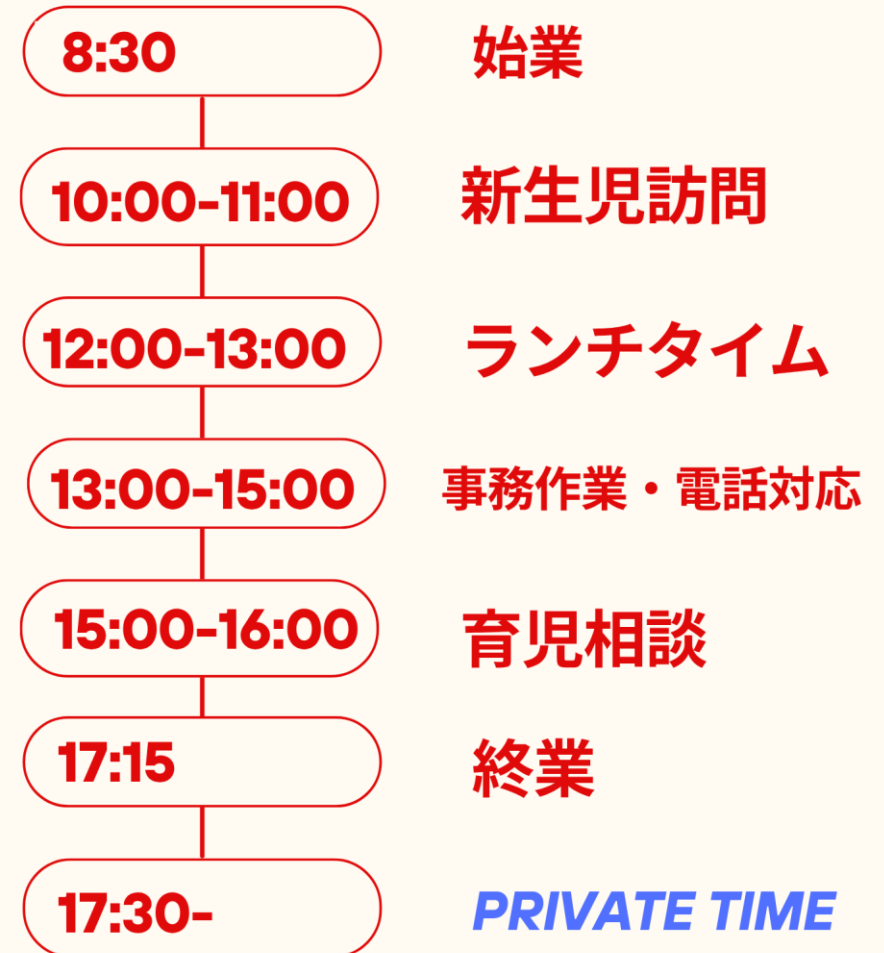 8:30 始業
10:00-11:00 新生児訪問
12:00-13:00 ランチタイム
13:00-15:00 事務作業・電話対応
15:00-16:00 育児相談
17:15 終業
17:30- PRIVATE TIME